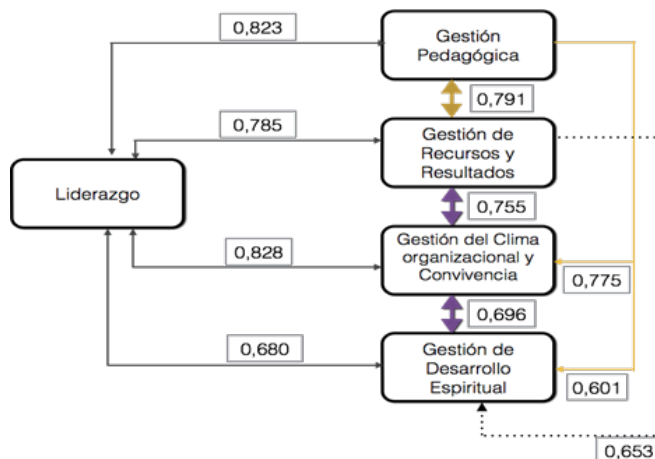 0,823
Gestión
Pedagógica
0,791
0,785
Gestión de
Recursos y
Resultados
Liderazgo
0,755
Gestión del Clima
organizacional y
Convivencia
0,828
0,775
0,696
0,680
Gestión de
Desarrollo
Espiritual
0,601
0,653